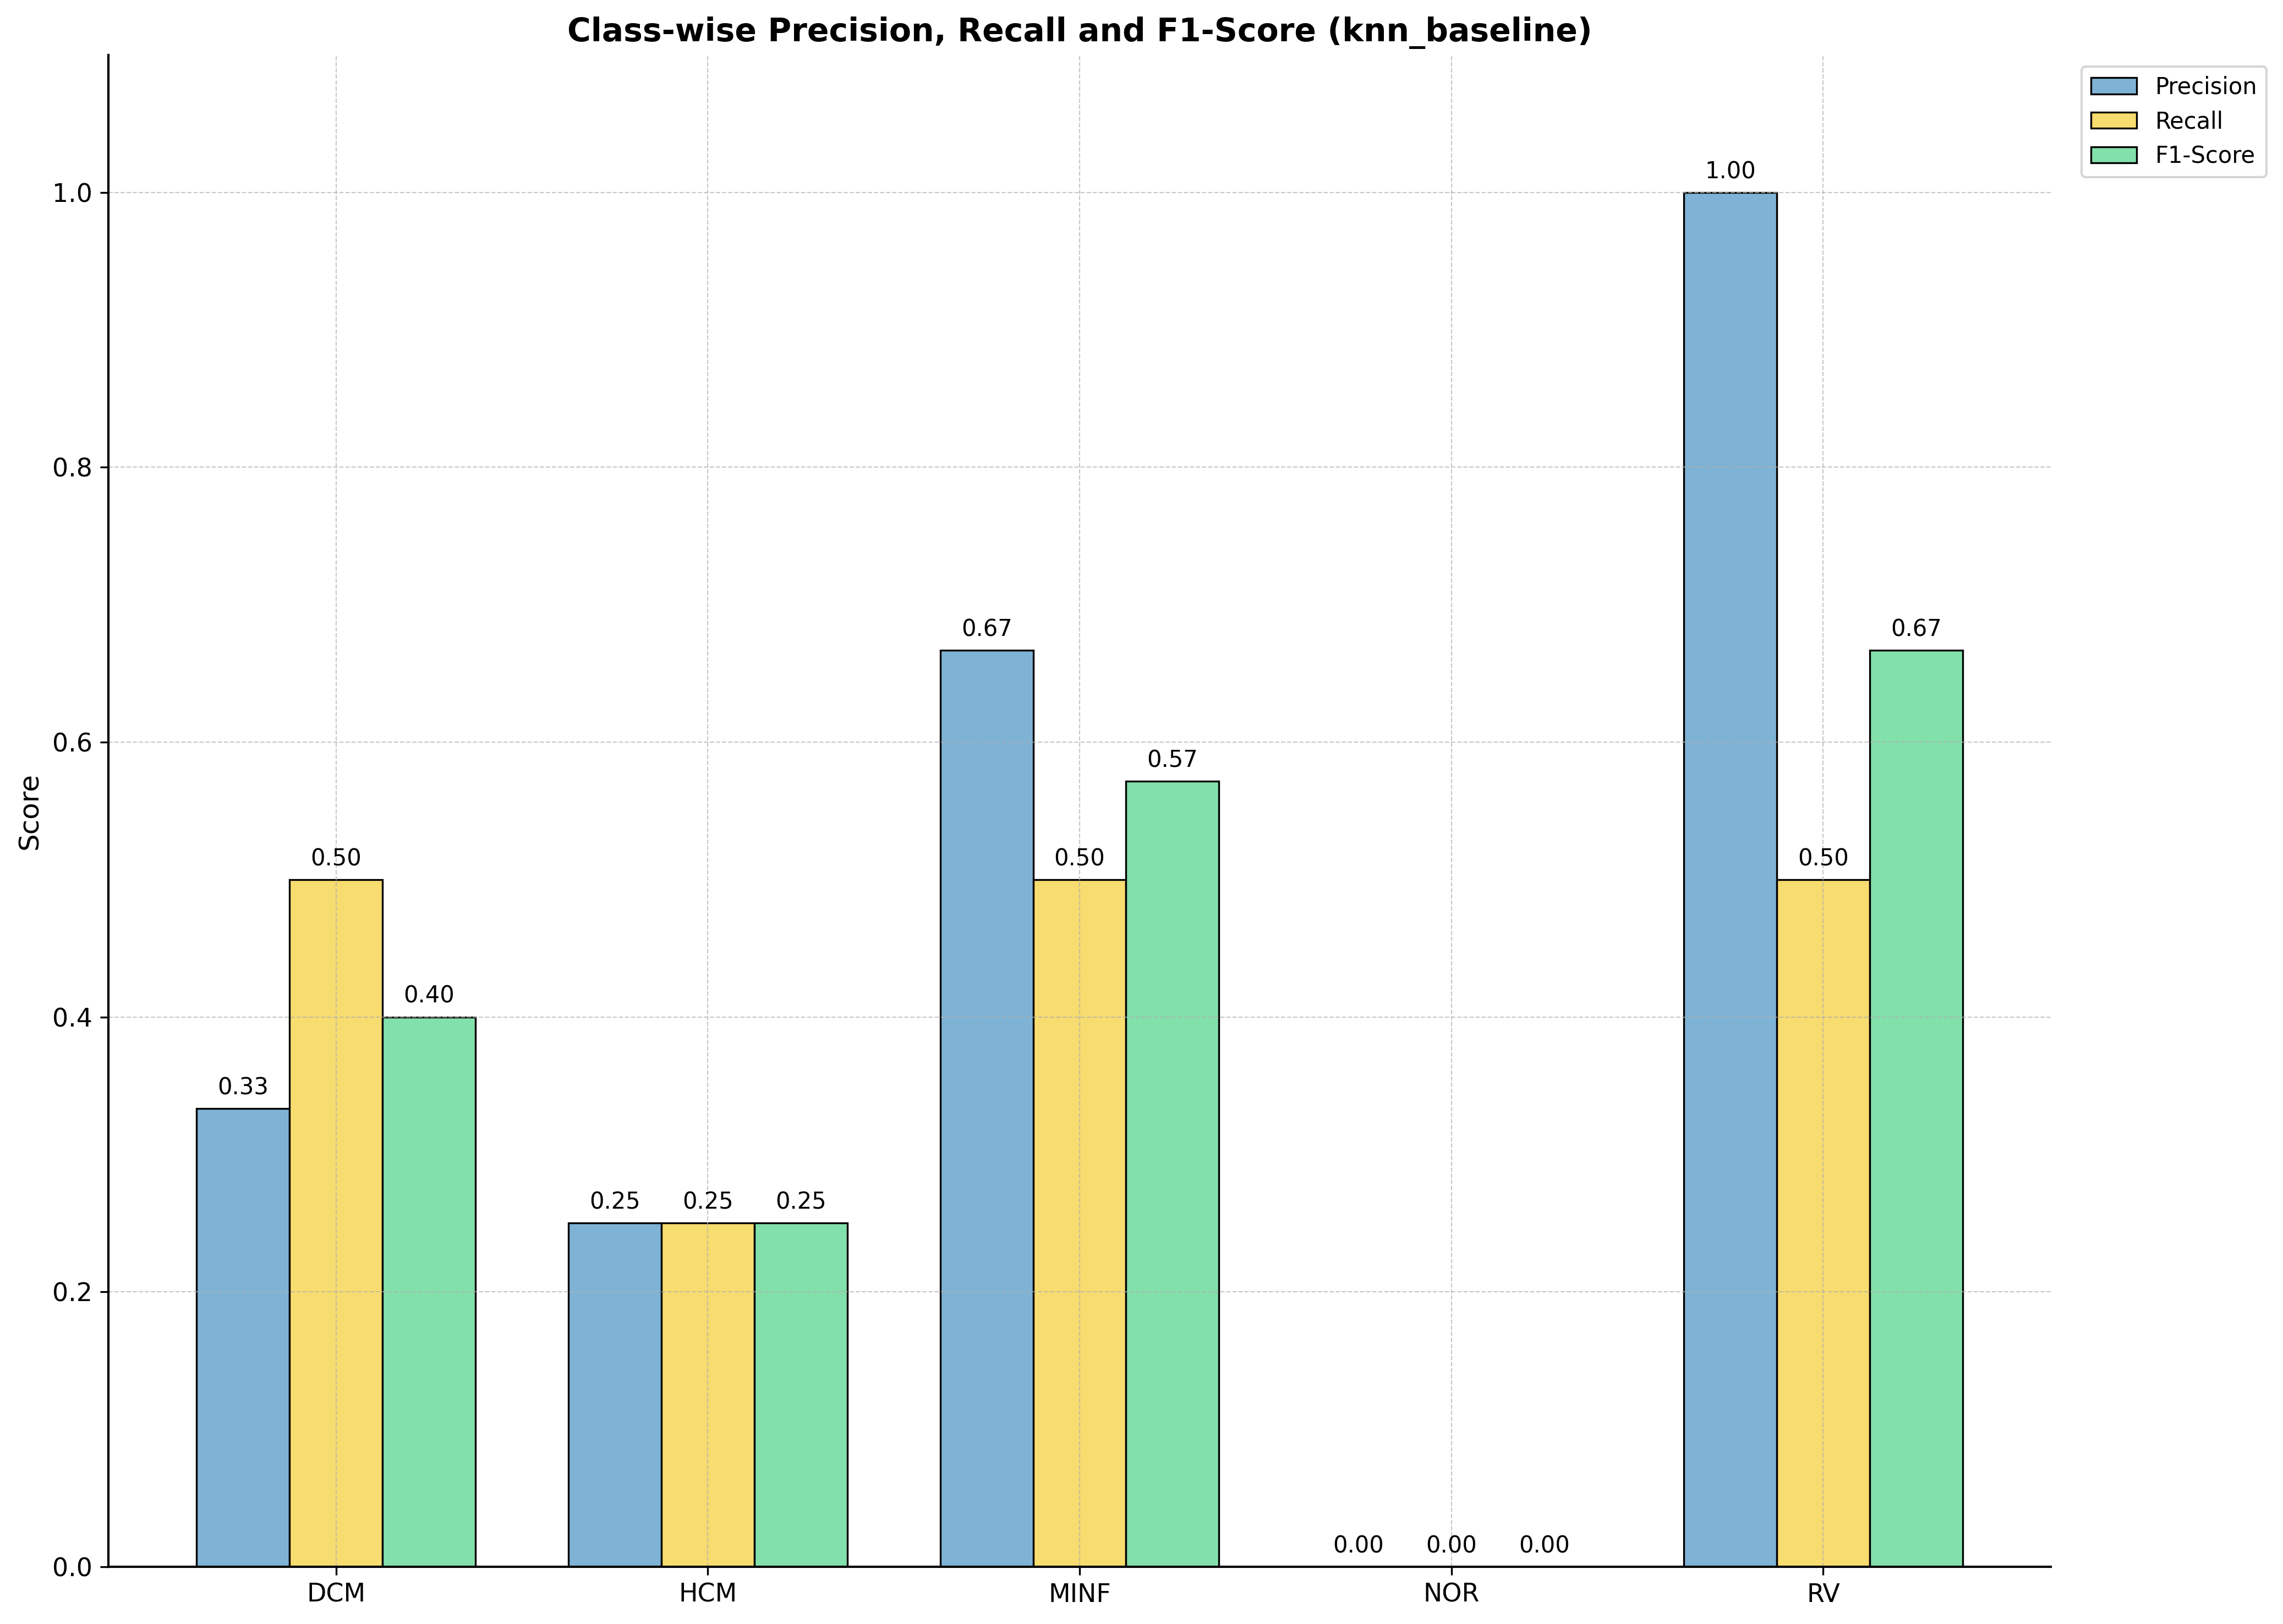 Class-wise Precision, Recall and F1-Score (knn_baseline)
Precision
Recall
F1-Score
Score
1.0
0.8
0.6
0.4
0.2
0.0
0.33
0.50
0.40
0.25
0.25
0.25
0.67
0.50
0.57
0.00
0.00
0.00
1.00
0.50
0.67
DCM
HCM
MINF
NOR
RV